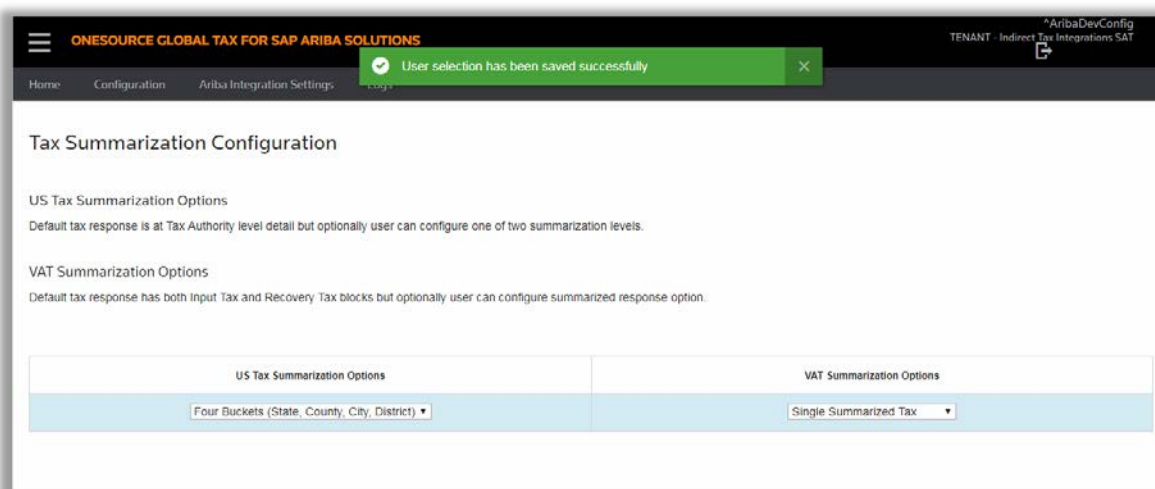 ^AribaDevConfig
ONESOURCE GLOBAL TAX FOR SAP ARIBA SOLUTIONS
TENANT - Indirect Tax Integrations SAT
User selection has been saved successfully
Home Configuration Ariba Integration Settings
Tax Summarization Configuration
US Tax Summarization Options
Default tax response is at Tax Authority level detail but optionally user can configure one of two summarization levels.
VAT Summarization Options
Default tax response has both Input Tax and Recovery Tax blocks but optionally user can configure summarized response option.
US Tax Summarization Options VAT Summarization Options
Four Buckets (State, County, City, District) Single Summarized Tax